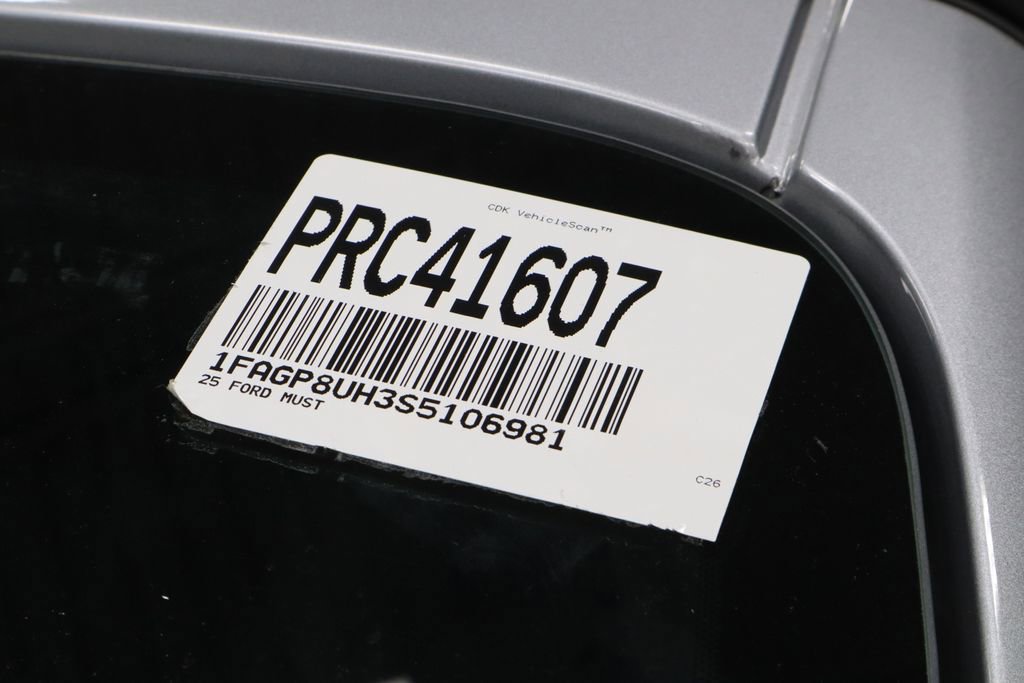 CDK VehicleScan™
PRC41607
1FAGP8UH3S5106981
25 FORD MUST
C26